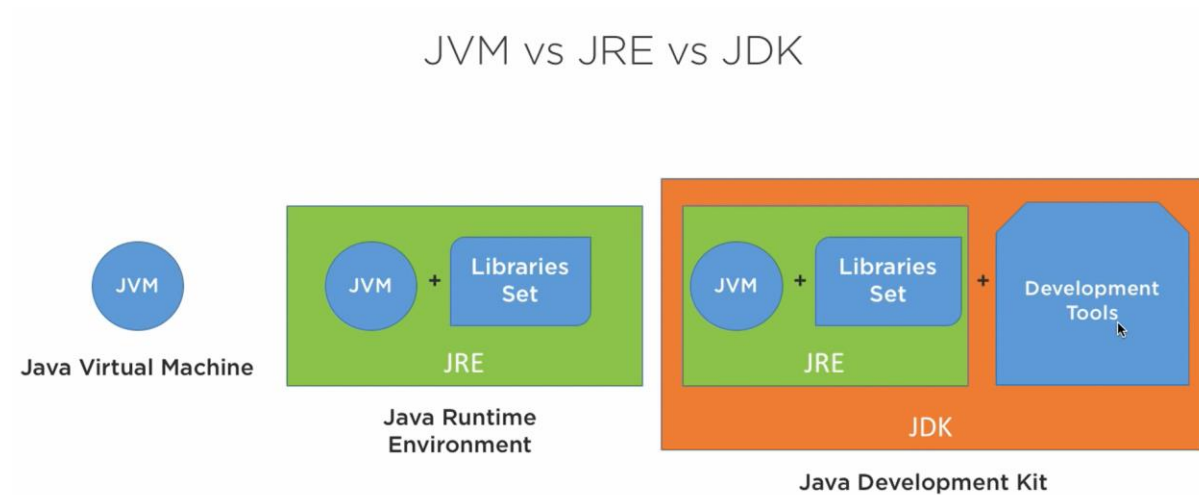 JVM vs JRE vs JDK
JVM
Java Virtual Machine
JVM
+
Libraries
Set
JRE
Java Runtime
Environment
JVM
+
Libraries
Set
JRE
+
Development
Tools
JDK
Java Development Kit